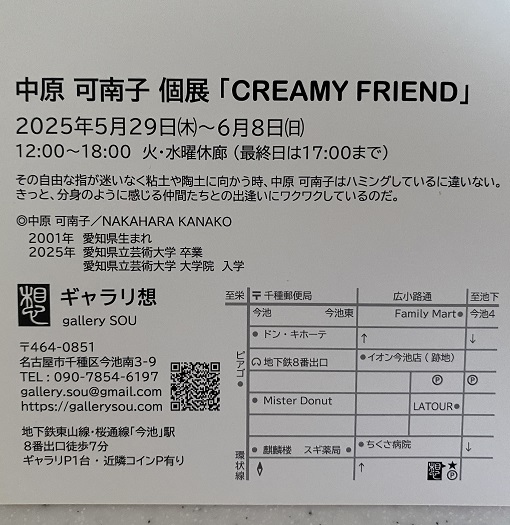 中原 可南子 個展「CREAMY FRIEND」
2025年5月29日㈭～6月8日㈰
12:00～18:00 火・水曜休廊（最終日は17:00まで）
その自由な指が迷いなく粘土や陶土に向かう時、中原 可南子はハミングしているに違いない。
きっと、分身のように感じる仲間たちとの出逢いにワクワクしているのだ。
◎中原 可南子／NAKAHARA KANAKO
2001年 愛知県生まれ
2025年 愛知県立芸術大学 卒業
愛知県立芸術大学 大学院 入学
想 ギャラリ想
gallery SOU
〒464-0851
名古屋市千種区今池南3-9
TEL : 090-7854-6197
gallery.sou@gmail.com
https://gallerysou.com
地下鉄東山線・桜通線「今池」駅
8番出口徒歩7分
ギャラリP1台・近隣コインP有り
至栄 〒千種郵便局 広小路通 至池下
今池 今池東 Family Mart 今池4
ドン・キホーテ ↑ ↓
ピアゴ
地下鉄8番出口 イオン今池店（跡地）
P P
Mister Donut LATOUR
環状線
麒麟楼 スギ薬局 ちくさ病院 ↓
↑ 想 ★ P